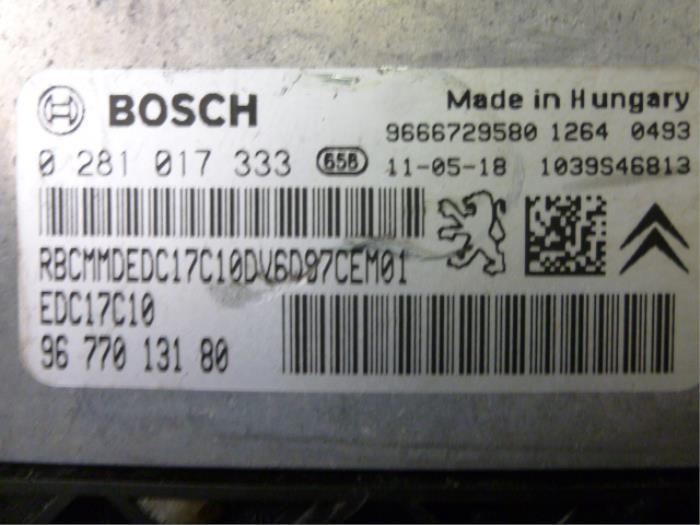 BOSCH
Made in Hungary
9666729580 1264 0493
0 281 017 333 656 11-05-18 1039S46813
RBCMMDEDC17C10DV6D97CEM01
EDC17C10
96 770 131 80